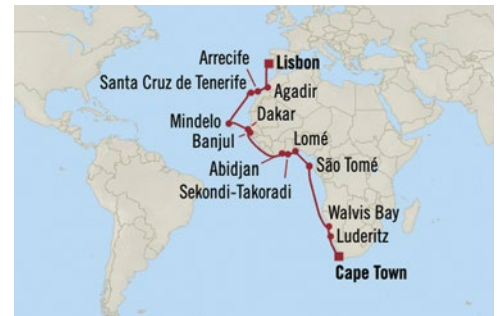 Arrecife
Lisbon
Santa Cruz de Tenerife
Agadir
Mindelo
Dakar
Banjul
Lomé
Abidjan
São Tomé
Sekondi-Takoradi
Walvis Bay
Luderitz
Cape Town